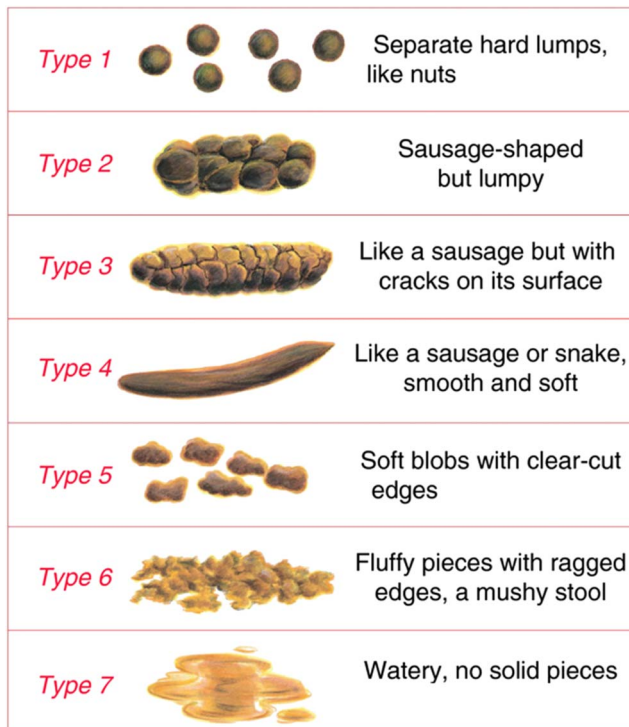 Type 1
Separate hard lumps,
like nuts
Type 2
Sausage-shaped
but lumpy
Type 3
Like a sausage but with
cracks on its surface
Type 4
Like a sausage or snake,
smooth and soft
Type 5
Soft blobs with clear-cut
edges
Type 6
Fluffy pieces with ragged
edges, a mushy stool
Type 7
Watery, no solid pieces